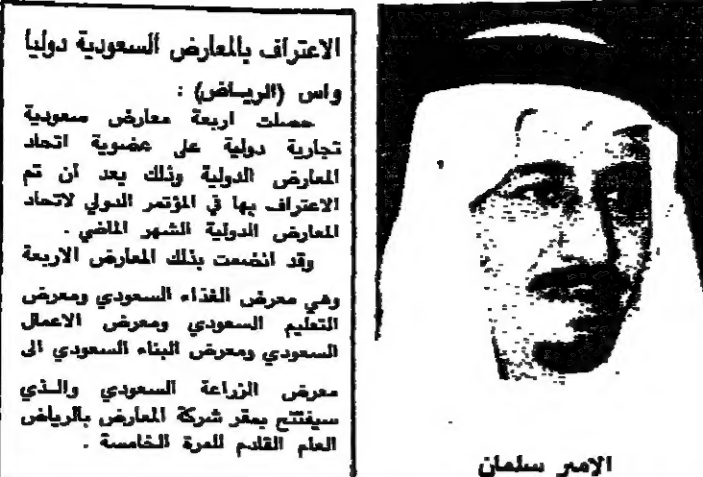 الاعتراف بالمعارض السعودية دوليا
واس (الرياض) :
حصلت اربعة معارض سعودية
تجارية دولية على عضوية اتحاد
المعارض الدولية وذلك بعد أن تم
الاعتراف بها في المؤتمر الدولي لاتحاد
المعارض الدولية الشهر الماضي .
وقد انضمت بذلك المعارض الاربعة
وهي معرض الغذاء السعودي ومعرض
التعليم السعودي ومعرض الاعمال
السعودي ومعرض البناء السعودي الى
معرض الزراعة السعودي والذي
سيفتتح بمقر شركة المعارض بالرياض
العام القادم للمرة الخامسة .
الامير سلمان